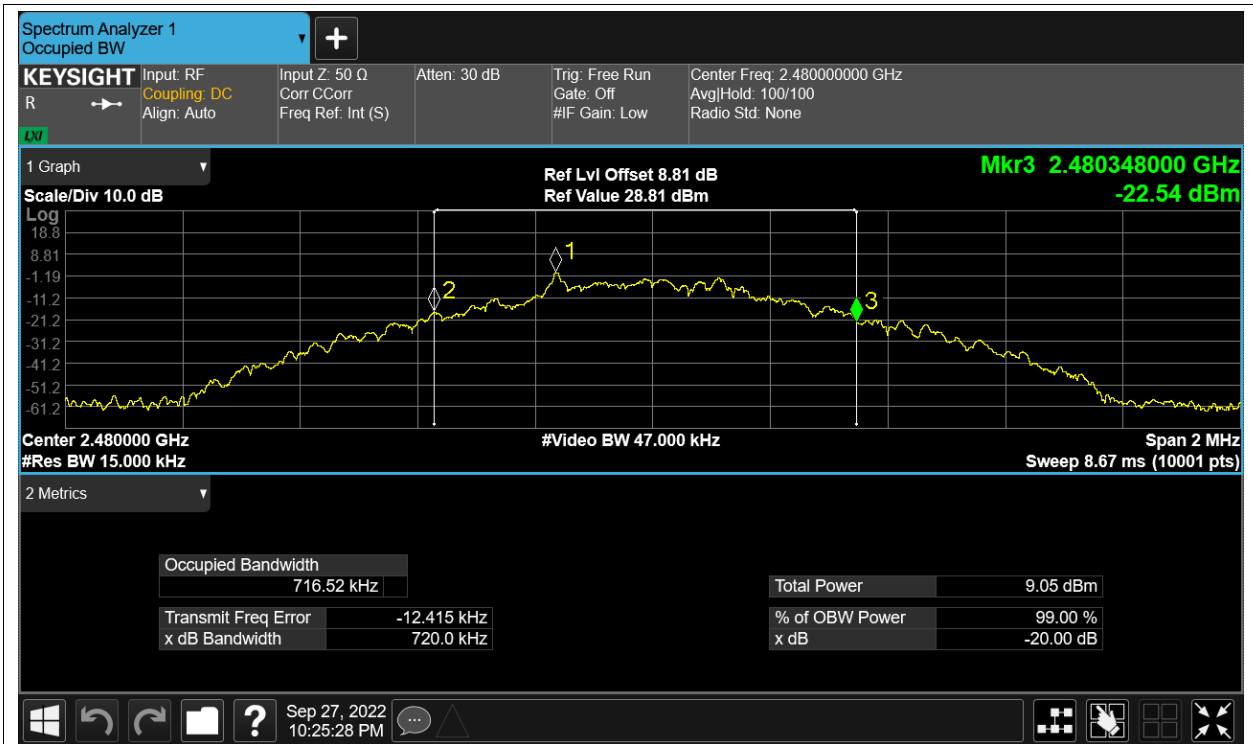 Spectrum Analyzer 1
Occupied BW
KEYSIGHT
R
LXI
Input: RF
Coupling: DC
Align: Auto
Input Z: 50 Ω
Corr CCorr
Freq Ref: Int (S)
Atten: 30 dB
Trig: Free Run
Gate: Off
#IF Gain: Low
Center Freq: 2.480000000 GHz
Avg|Hold: 100/100
Radio Std: None
1 Graph
Scale/Div 10.0 dB
Ref Lvl Offset 8.81 dB
Ref Value 28.81 dBm
Mkr3 2.480348000 GHz
-22.54 dBm
Log
18.8
8.81
-1.19
-11.2
-21.2
-31.2
-41.2
-51.2
-61.2
1
2
3
Center 2.480000 GHz
#Res BW 15.000 kHz
#Video BW 47.000 kHz
Span 2 MHz
Sweep 8.67 ms (10001 pts)
2 Metrics
Occupied Bandwidth
716.52 kHz
Transmit Freq Error -12.415 kHz
x dB Bandwidth 720.0 kHz
Total Power 9.05 dBm
% of OBW Power 99.00 %
x dB -20.00 dB
?
Sep 27, 2022
10:25:28 PM